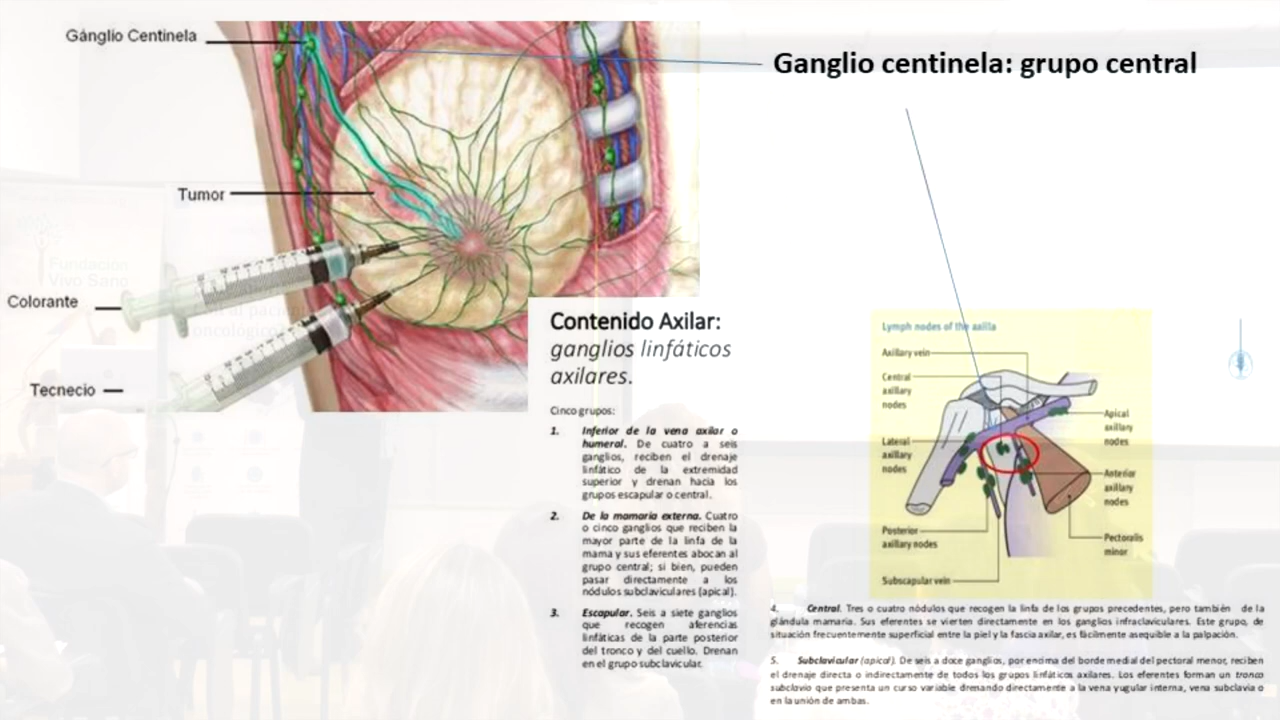 Gánglio Centinela
Ganglio centinela: grupo central
Tumor
Fundación
Vivo Sano
Colorante
Tecnecio
Contenido Axilar:
ganglios linfáticos
axilares.
Cinco grupos:
1. Inferior de la vena axilar o
humeral. De cuatro a seis
ganglios, reciben el drenaje
linfático de la extremidad
superior y drenan hacia los
grupos escapular o central.
2. De la mamaria externa. Cuatro
o cinco ganglios que reciben la
mayor parte de la linfa de la
mama y sus eferentes abocan al
grupo central; si bien, pueden
pasar directamente a los
nódulos subclaviculares (apical).
3. Escapular. Seis a siete ganglios
que recogen aferencias
linfáticas de la parte posterior
del tronco y del cuello. Drenan
en el grupo subclavicular.
Lymph nodes of the axilla
Axillary vein
Central
axillary
nodes
Lateral
axillary
nodes
Posterior
axillary nodes
Subscapular vein
Apical
axillary
nodes
Anterior
axillary
nodes
Pectoralis
minor
4. Central. Tres o cuatro nódulos que recogen la linfa de los grupos precedentes, pero también de la
glándula mamaria. Sus eferentes se vierten directamente en los ganglios infraclaviculares. Este grupo, de
situación frecuentemente superficial entre la piel y la fascia axilar, es fácilmente asequible a la palpación.
5. Subclavicular (apical). De seis a doce ganglios, por encima del borde medial del pectoral menor, reciben
el drenaje directa o indirectamente de todos los grupos linfáticos axilares. Los eferentes forman un tronco
subclavio que presenta un curso variable drenando directamente a la vena yugular interna, vena subclavia o
en la unión de ambas.